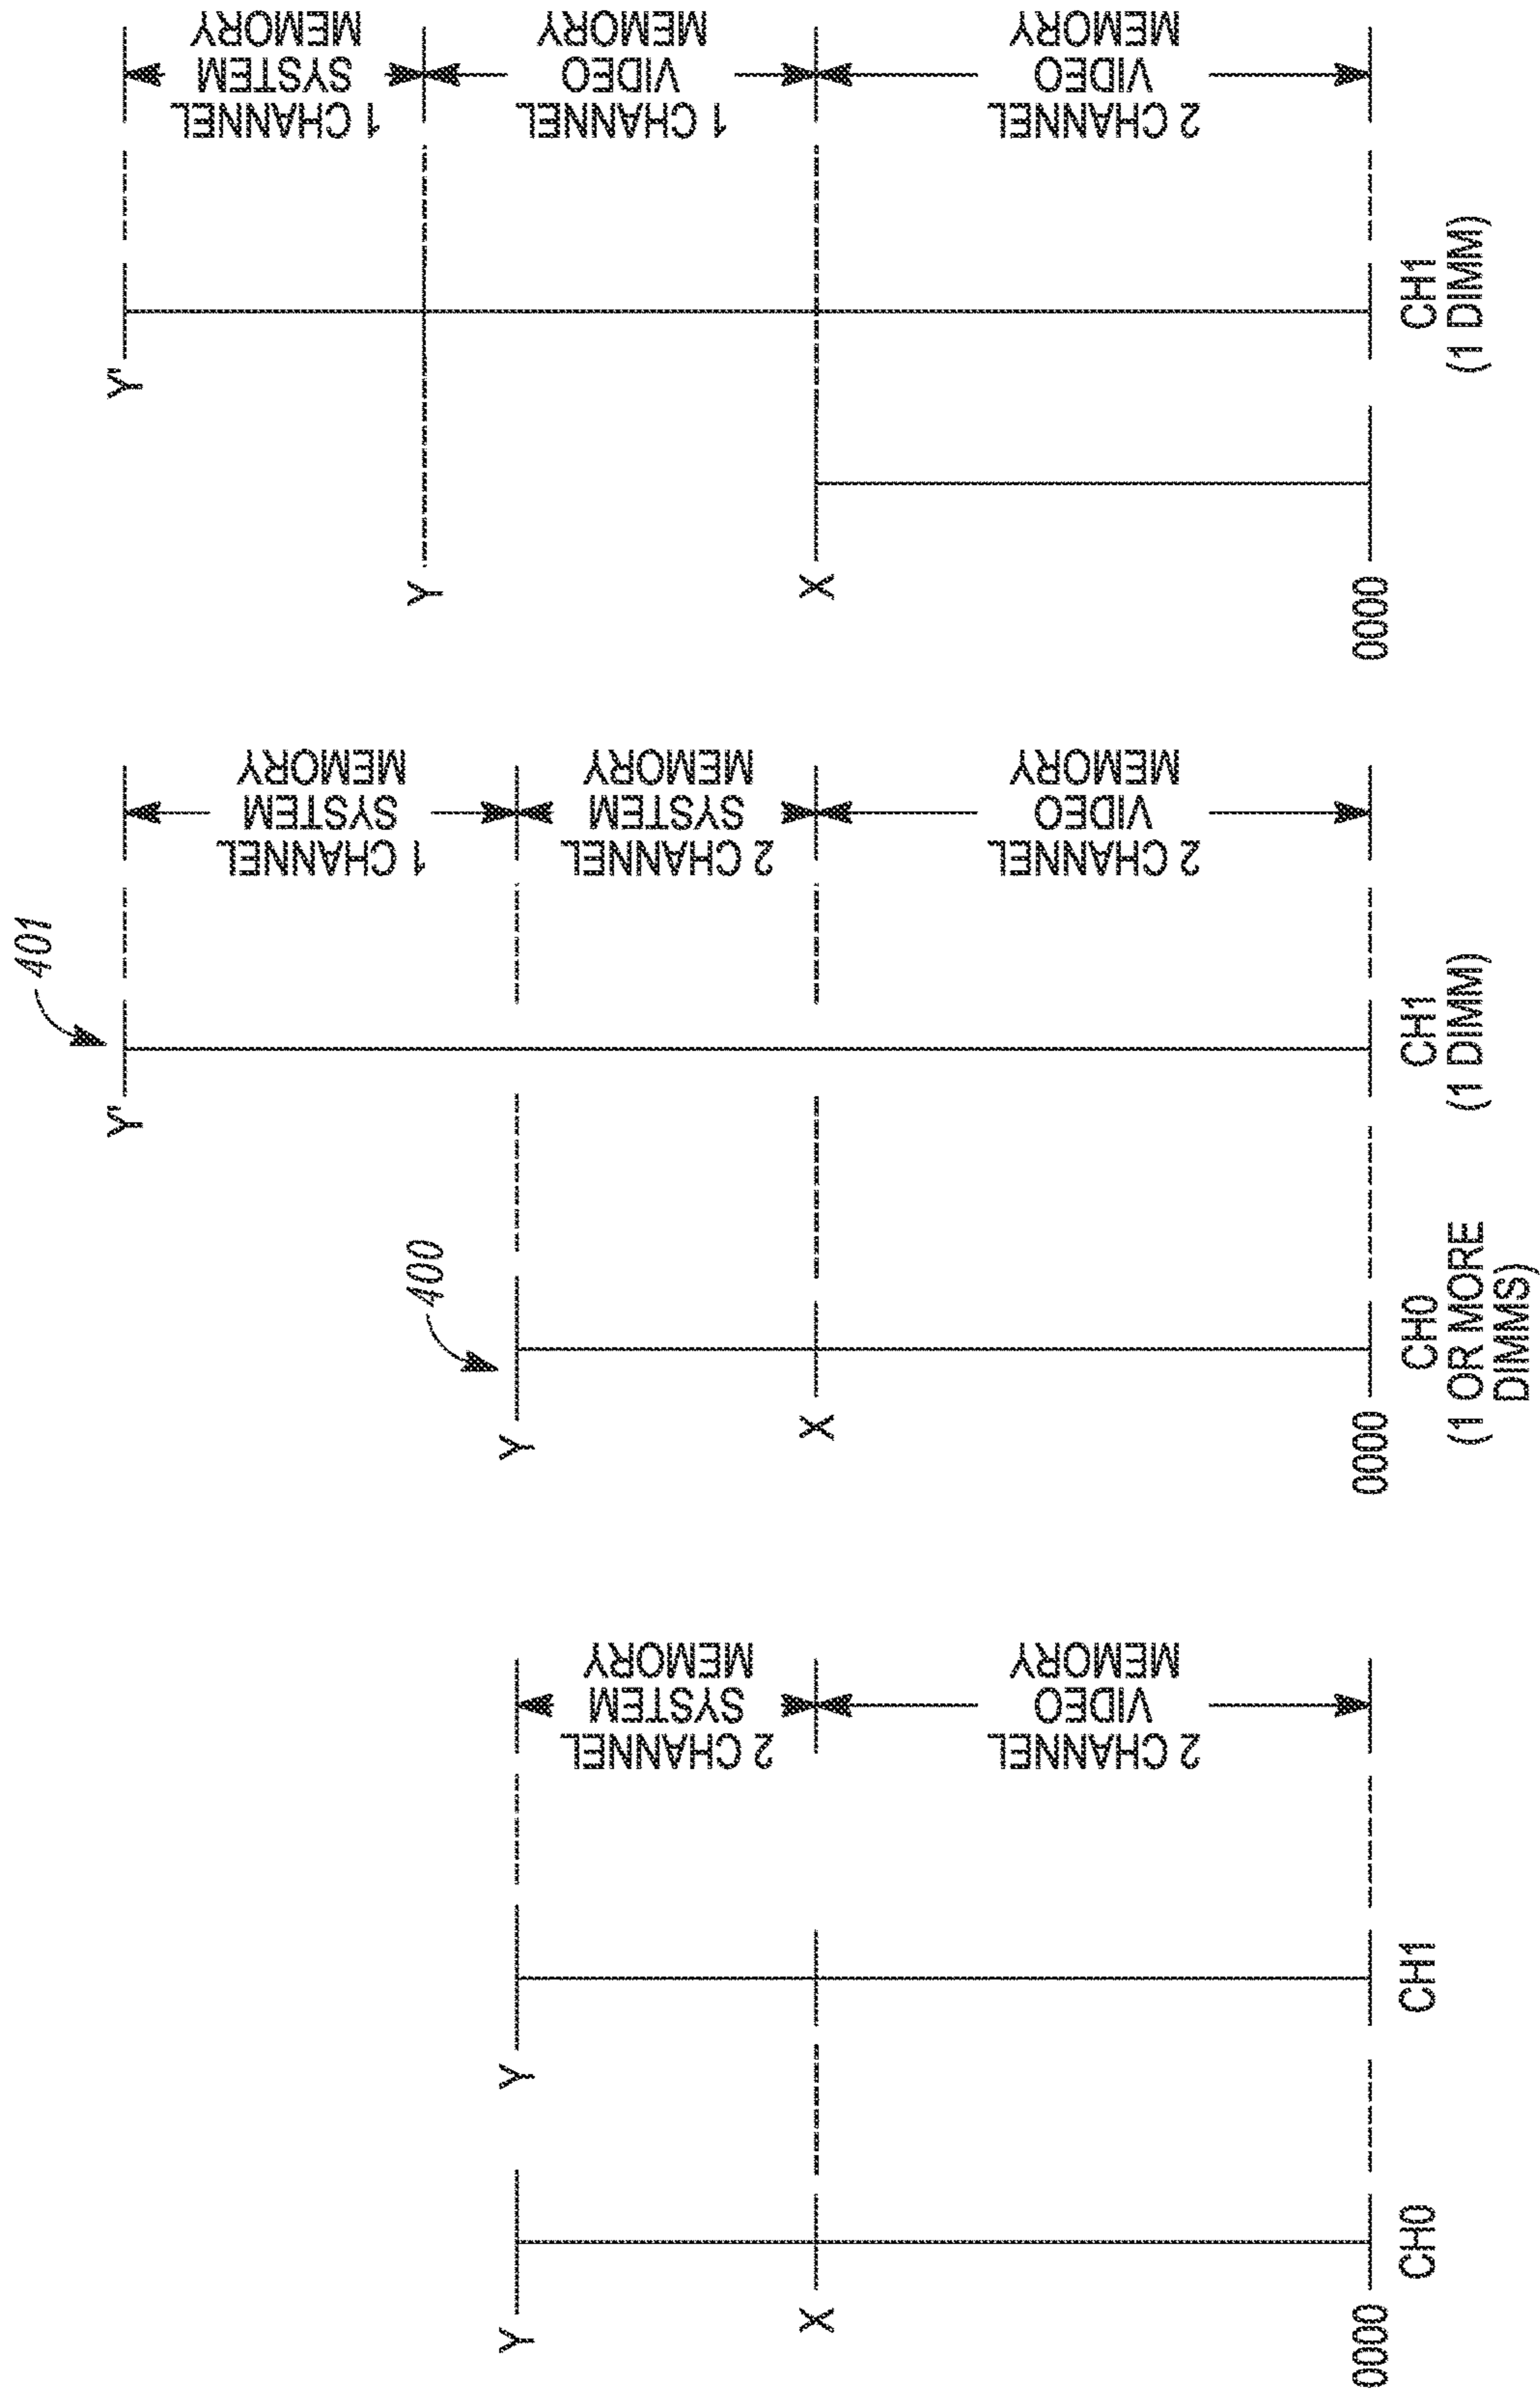 Y
Y
X
0000
CH0
CH1
2 CHANNEL
SYSTEM
MEMORY
2 CHANNEL
VIDEO
MEMORY
400
401
Y
Y'
X
0000
CH0
(1 OR MORE
DIMMS)
CH1
(1 DIMM)
1 CHANNEL
SYSTEM
MEMORY
2 CHANNEL
SYSTEM
MEMORY
2 CHANNEL
VIDEO
MEMORY
Y'
Y
X
0000
CH1
(1 DIMM)
1 CHANNEL
SYSTEM
MEMORY
1 CHANNEL
VIDEO
MEMORY
2 CHANNEL
VIDEO
MEMORY